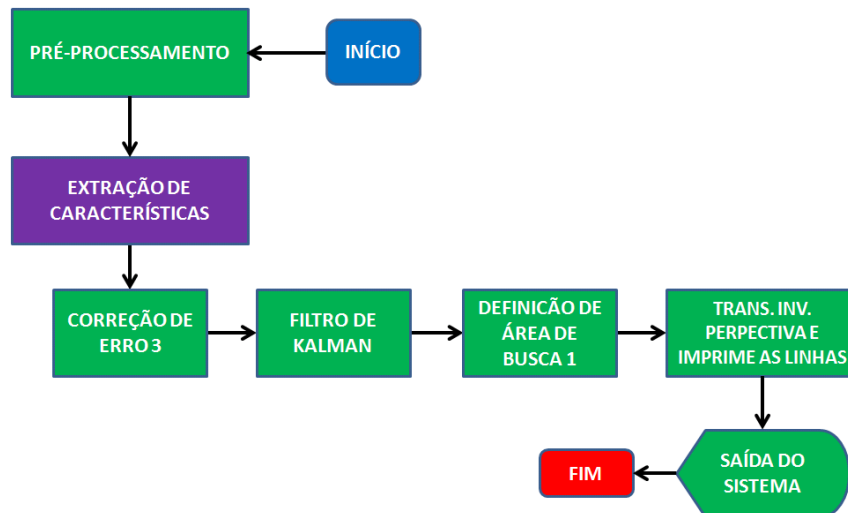 PRÉ-PROCESSAMENTO
INÍCIO
EXTRAÇÃO DE
CARACTERÍSTICAS
CORREÇÃO DE
ERRO 3
FILTRO DE
KALMAN
DEFINICÃO DE
ÁREA DE
BUSCA 1
TRANS. INV.
PERPECTIVA E
IMPRIME AS LINHAS
SAÍDA DO
SISTEMA
FIM